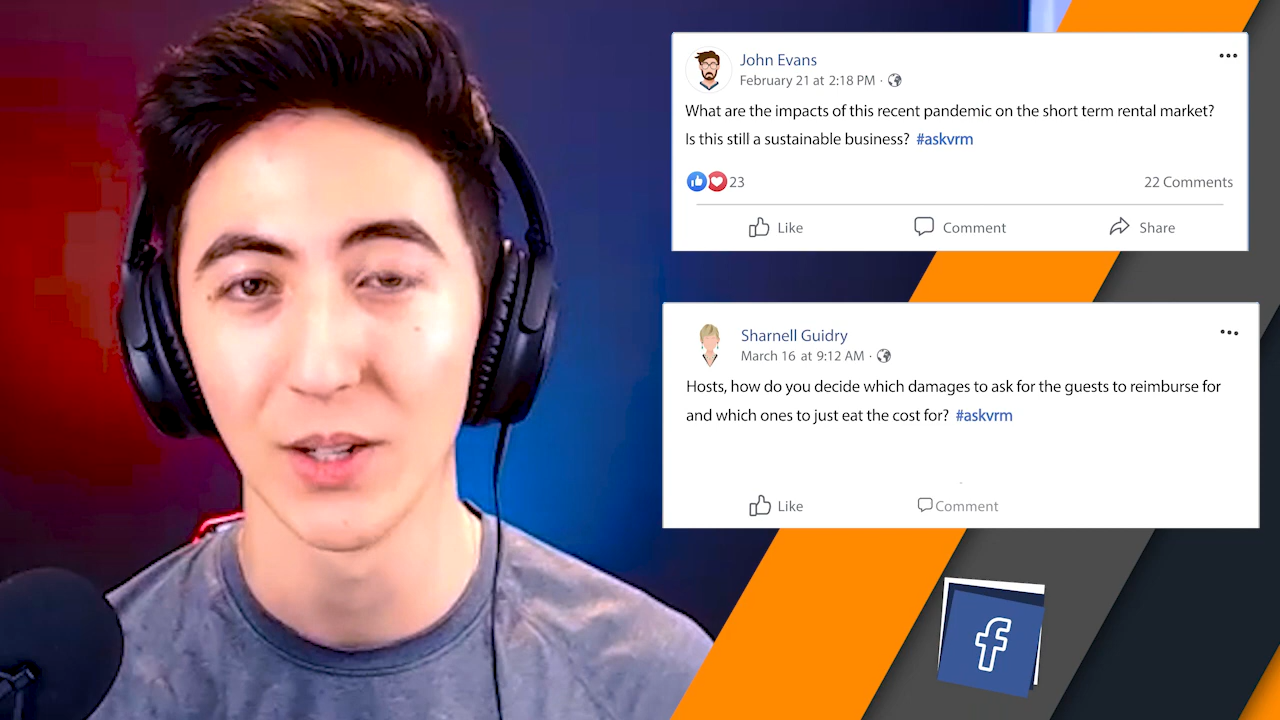 John Evans
February 21 at 2:18 PM ·
What are the impacts of this recent pandemic on the short term rental market?
Is this still a sustainable business? #askvrm
23
22 Comments
Like
Comment
Share
Sharnell Guidry
March 16 at 9:12 AM ·
Hosts, how do you decide which damages to ask for the guests to reimburse for
and which ones to just eat the cost for? #askvrm
Like
Comment
f